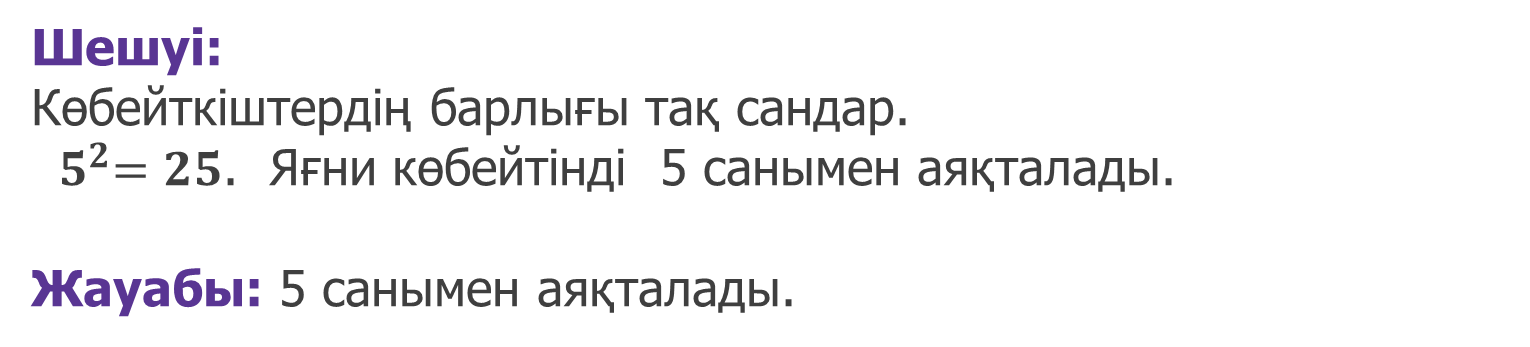 Шешуі:
Көбейткіштердің барлығы тақ сандар.
5²= 25. Яғни көбейтінді 5 санымен аяқталады.
Жауабы: 5 санымен аяқталады.